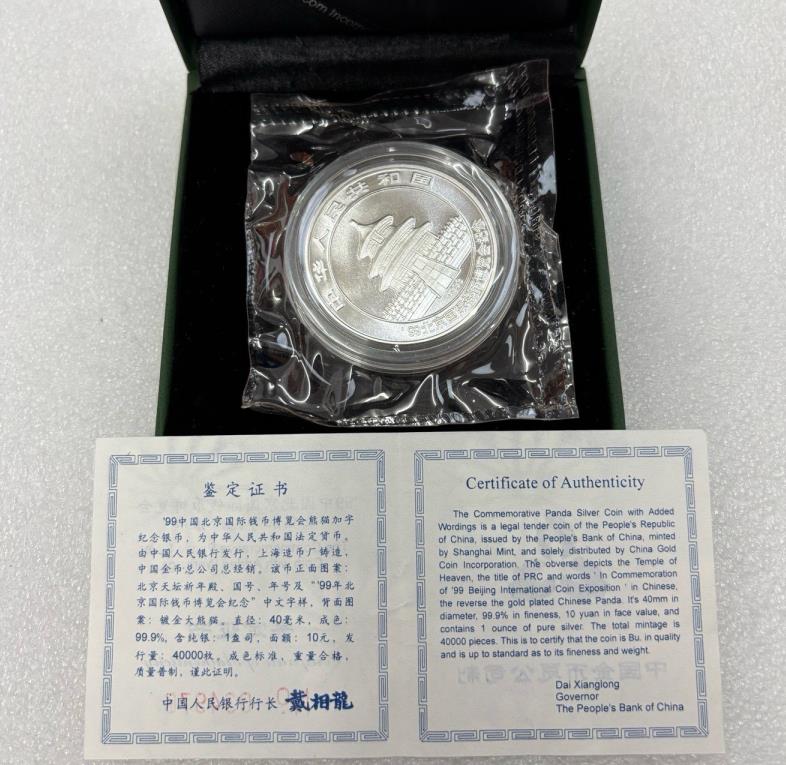 com Incor
中华人民共和国
鉴定证书
'99中国北京国际钱币博览会熊猫加字
纪念银币，为中华人民共和国法定货币。
由中国人民银行发行，上海造币厂铸造，
中国金币总公司总经销。该币正面图案：
北京天坛祈年殿、国号、年号及“'99年北
京国际钱币博览会纪念”中文字样，背面图
案：镀金大熊猫。直径：40毫米，成色：
99.9%，含纯银：1盎司，面额：10元，发
行量：40000枚。成色标准，重量合格，
质量普制，谨此证明。
中国人民银行行长 戴相龍
Certificate of Authenticity
The Commemorative Panda Silver Coin with Added
Wordings is a legal tender coin of the People's Republic
of China, issued by the People's Bank of China, minted
by Shanghai Mint, and solely distributed by China Gold
Coin Incorporation. The obverse depicts the Temple of
Heaven, the title of PRC and words ' In Commemoration
of '99 Beijing International Coin Exposition ' in Chinese,
the reverse the gold plated Chinese Panda. It's 40mm in
diameter, 99.9% in fineness, 10 yuan in face value, and
contains 1 ounce of pure silver. The total mintage is
40000 pieces. This is to certify that the coin is Bu. in quality
and is up to standard as to its fineness and weight.
中国金币总公司制
Dai Xianglong
Governor
The People's Bank of China